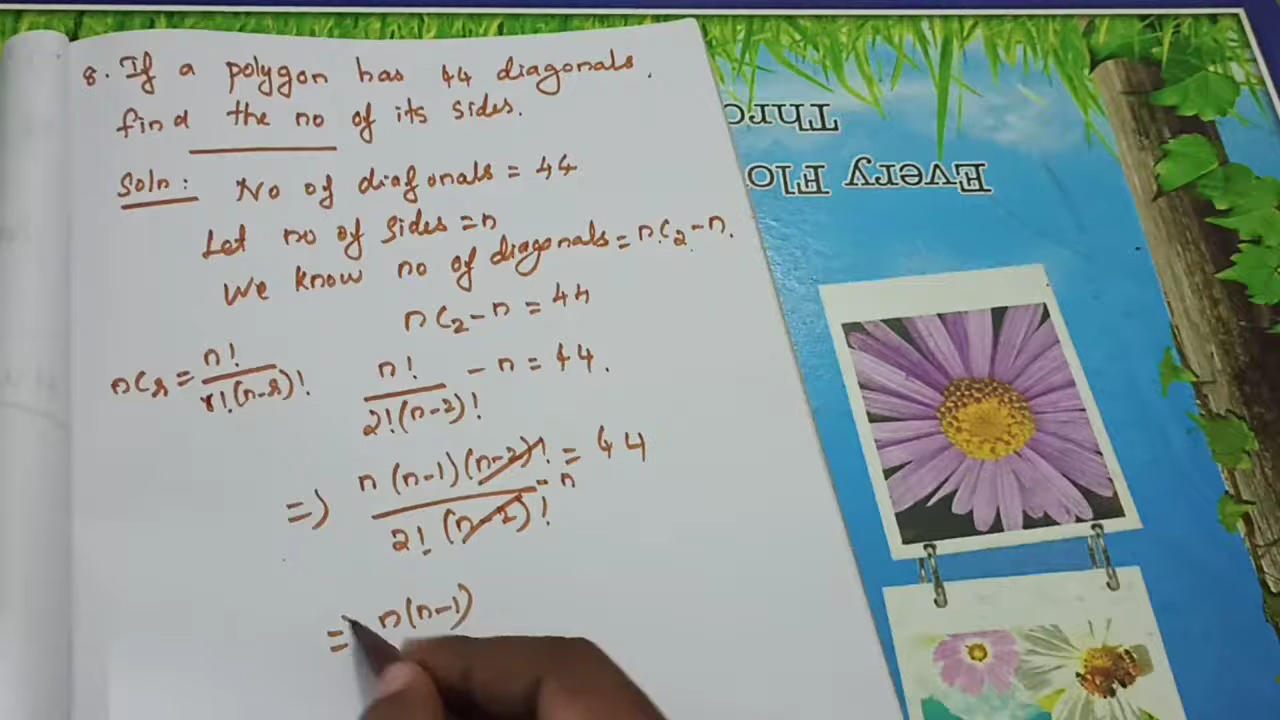 8. If a polygon has 44 diagonals.
find the no of its sides.
Soln: No of diagonals = 44
Let no of sides = n
We know no of diagonals = nC2 - n.
nC2 - n = 44
nCr = n! / r!(n-r)!
n! / 2!(n-2)! - n = 44.
=) n(n-1)(n-2)! / 2!(n-2)! - n = 44
= n(n-1)
Every Flo
Thro